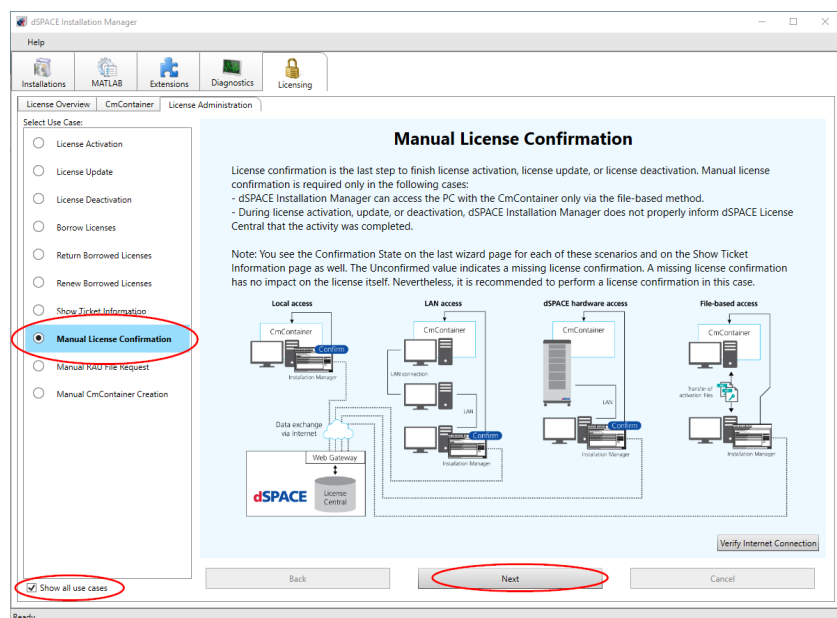 dSPACE Installation Manager
Help
Installations
MATLAB
Extensions
Diagnostics
Licensing
License Overview
CmContainer
License Administration
Select Use Case:
License Activation
License Update
License Deactivation
Borrow Licenses
Return Borrowed Licenses
Renew Borrowed Licenses
Show Ticket Information
Manual License Confirmation
Manual RAU File Request
Manual CmContainer Creation
Show all use cases
Manual License Confirmation
License confirmation is the last step to finish license activation, license update, or license deactivation. Manual license
confirmation is required only in the following cases:
- dSPACE Installation Manager can access the PC with the CmContainer only via the file-based method.
- During license activation, update, or deactivation, dSPACE Installation Manager does not properly inform dSPACE License
Central that the activity was completed.
Note: You see the Confirmation State on the last wizard page for each of these scenarios and on the Show Ticket
Information page as well. The Unconfirmed value indicates a missing license confirmation. A missing license confirmation
has no impact on the license itself. Nevertheless, it is recommended to perform a license confirmation in this case.
Local access
CmContainer
Confirm
Installation Manager
Data exchange
via Internet
Web Gateway
dSPACE
License
Central
LAN access
CmContainer
LAN connection
LAN
Confirm
Installation Manager
dSPACE hardware access
CmContainer
LAN
Confirm
Installation Manager
File-based access
CmContainer
Transfer of
activation files
Installation Manager
Verify Internet Connection
Back
Next
Cancel
Ready